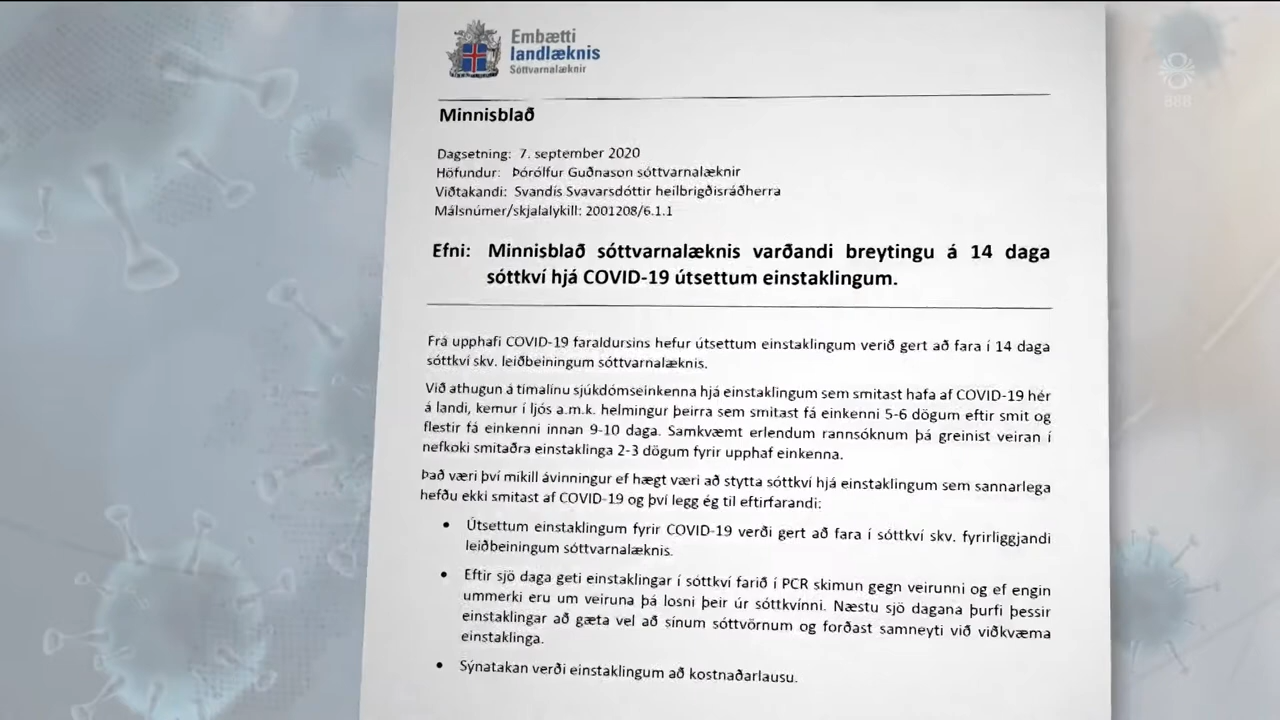 Embætti
landlæknis
Sóttvarnalæknir
888
Minnisblað
Dagsetning: 7. september 2020
Höfundur: Þórólfur Guðnason sóttvarnalæknir
Viðtakandi: Svandís Svavarsdóttir heilbrigðisráðherra
Málsnúmer/skjalalykill: 2001208/6.1.1
Efni: Minnisblað sóttvarnalæknis varðandi breytingu á 14 daga
sóttkví hjá COVID-19 útsettum einstaklingum.
Frá upphafi COVID-19 faraldursins hefur útsettum einstaklingum verið gert að fara í 14 daga
sóttkví skv. leiðbeiningum sóttvarnalæknis.
Við athugun á tímalínu sjúkdómseinkenna hjá einstaklingum sem smitast hafa af COVID-19 hér
á landi, kemur í ljós a.m.k. helmingur þeirra sem smitast fá einkenni 5-6 dögum eftir smit og
flestir fá einkenni innan 9-10 daga. Samkvæmt erlendum rannsóknum þá greinist veiran í
nefkoki smitaðra einstaklinga 2-3 dögum fyrir upphaf einkenna.
Það væri því mikill ávinningur ef hægt væri að stytta sóttkví hjá einstaklingum sem sannarlega
hefðu ekki smitast af COVID-19 og því legg ég til eftirfarandi:
• Útsettum einstaklingum fyrir COVID-19 verði gert að fara í sóttkví skv. fyrirliggjandi
leiðbeiningum sóttvarnalæknis.
• Eftir sjö daga geti einstaklingar í sóttkví farið í PCR skimun gegn veirunni og ef engin
ummerki eru um veiruna þá losni þeir úr sóttkvínni. Næstu sjö dagana þurfi þessir
einstaklingar að gæta vel að sínum sóttvörnum og forðast samneyti við viðkvæma
einstaklinga.
• Sýnatakan verði einstaklingum að kostnaðarlausu.